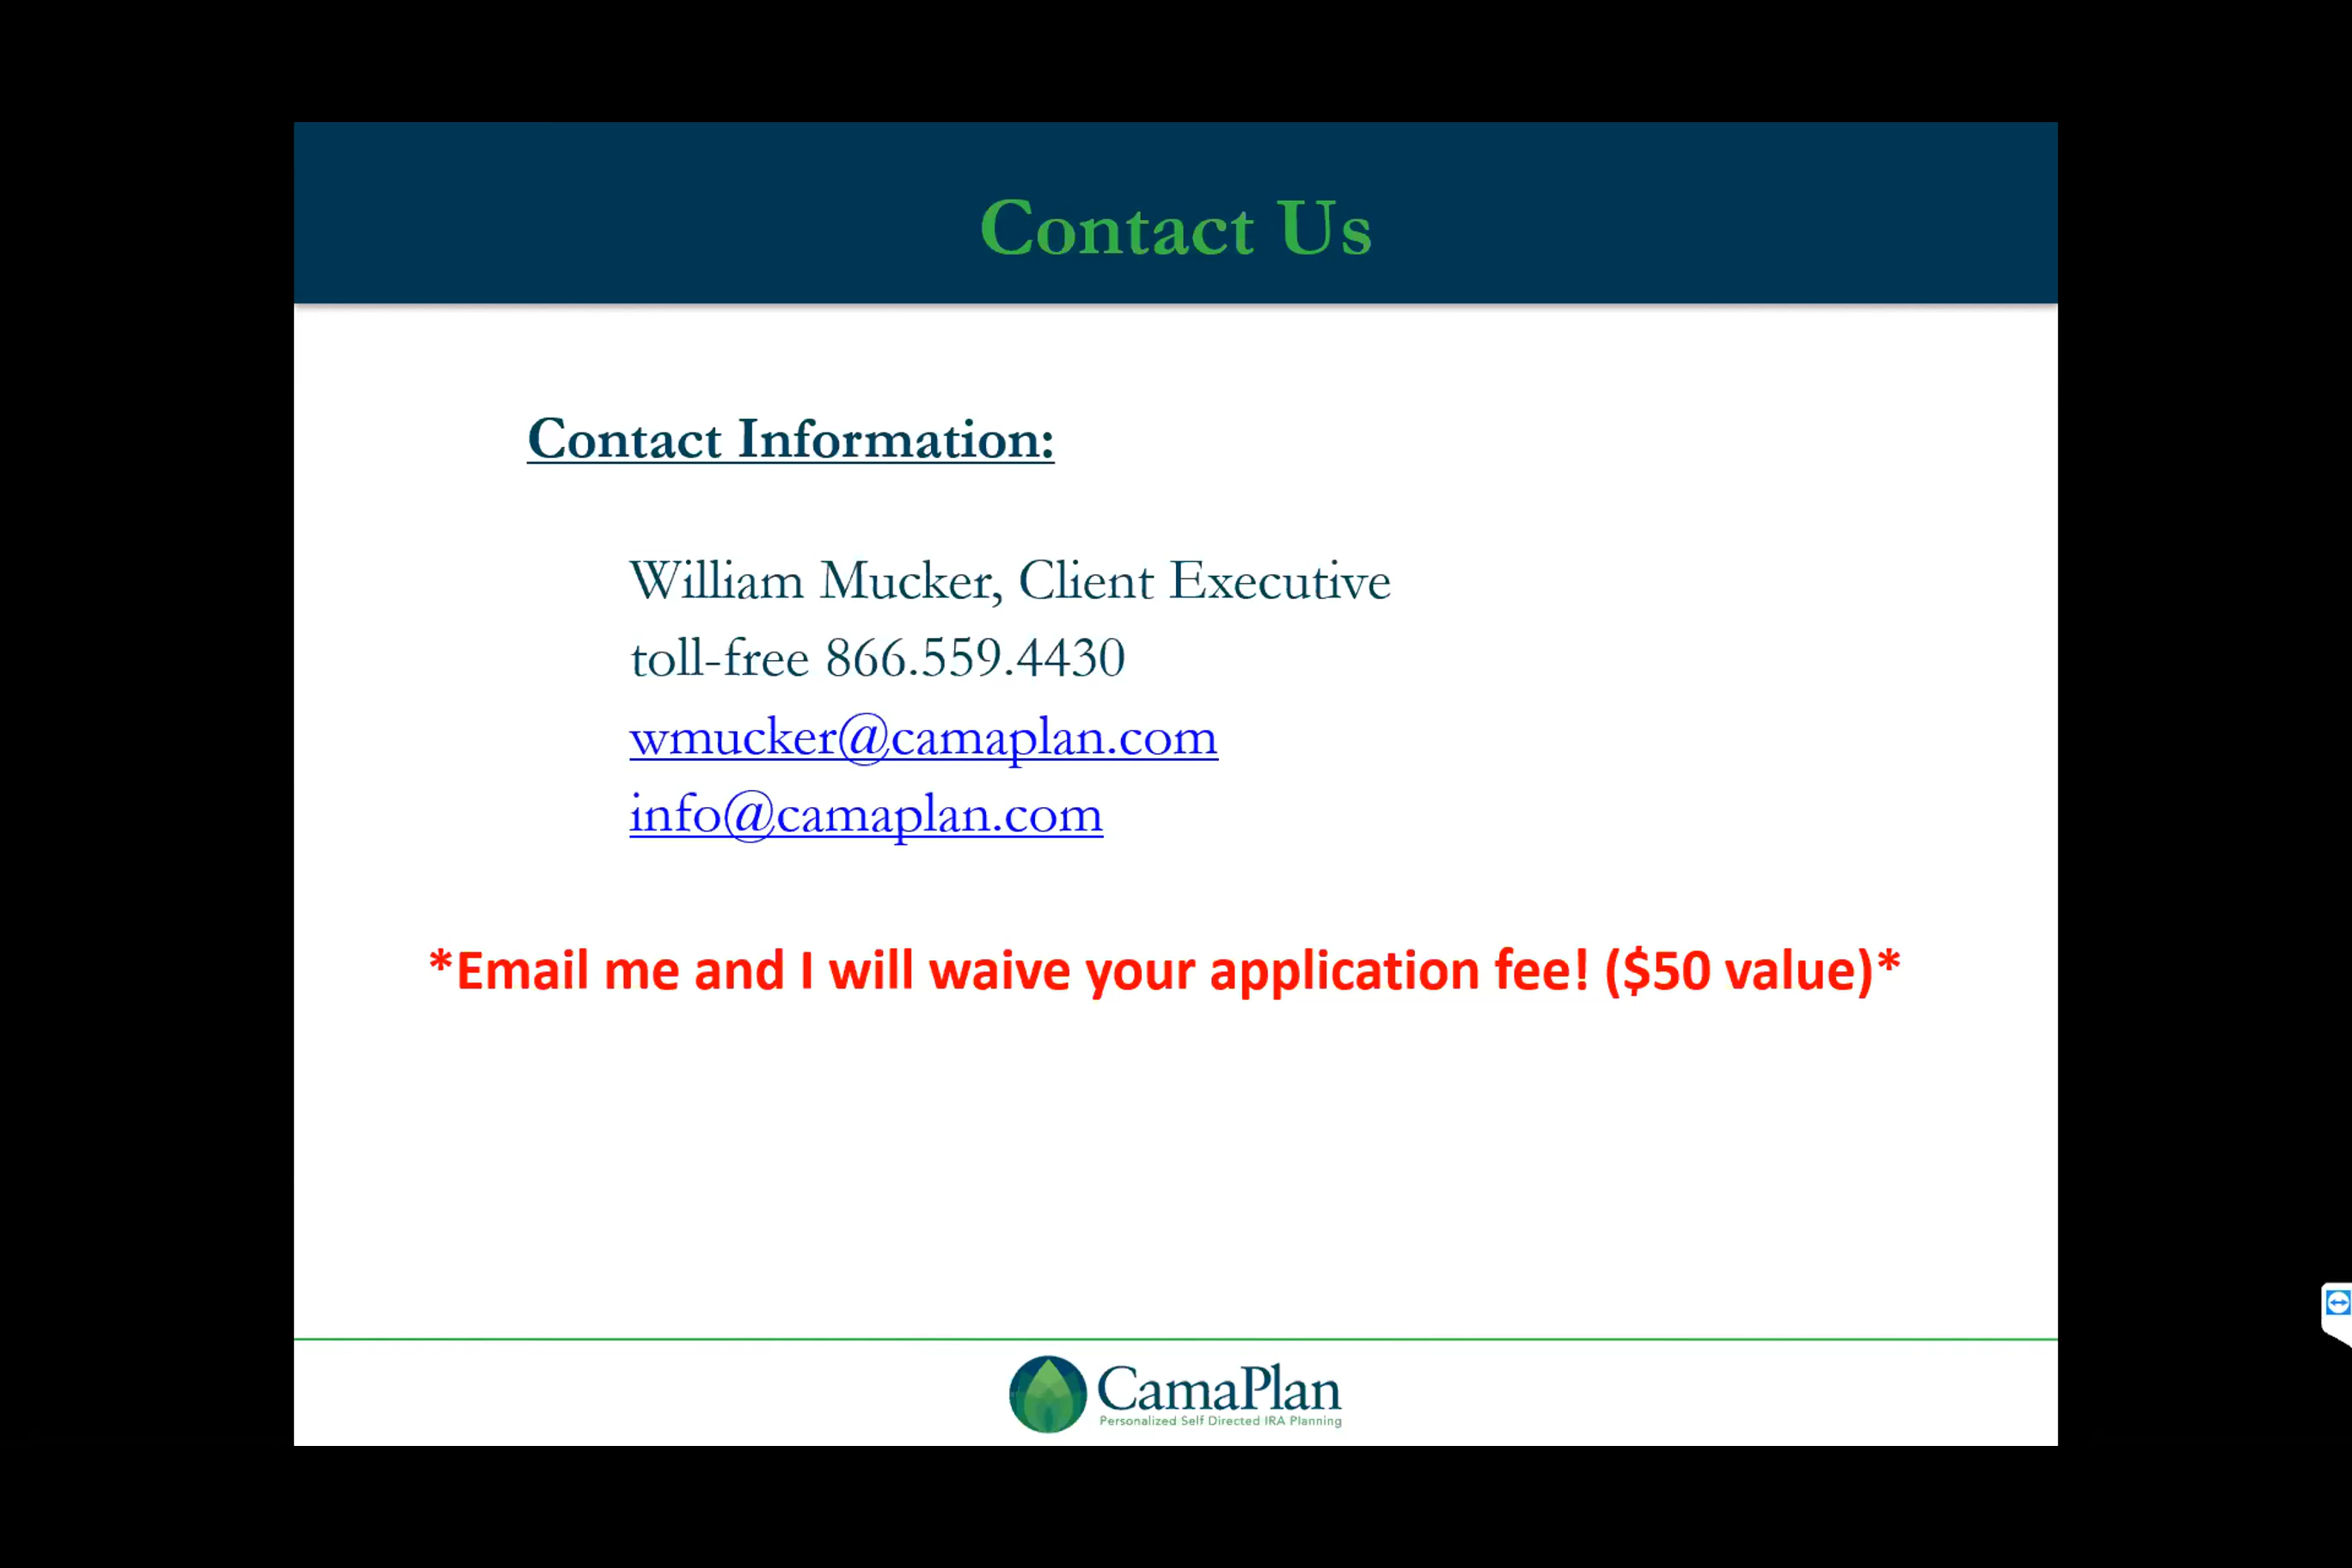 Contact Us
Contact Information:
William Mucker, Client Executive
toll-free 866.559.4430
wmucker@camaplan.com
info@camaplan.com
*Email me and I will waive your application fee! ($50 value)*
CamaPlan
Personalized Self Directed IRA Planning